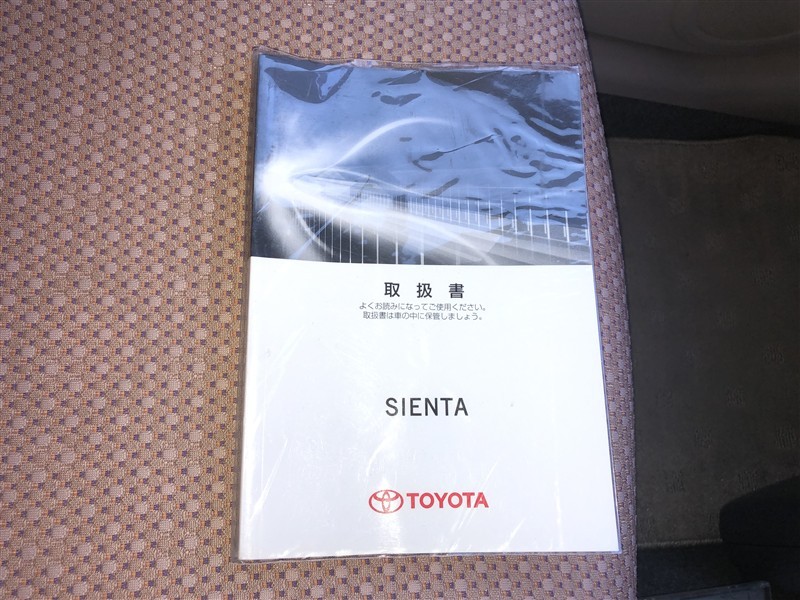 取扱書
よくお読みになってご使用ください。
取扱書は車の中に保管しましょう。
SIENTA
TOYOTA